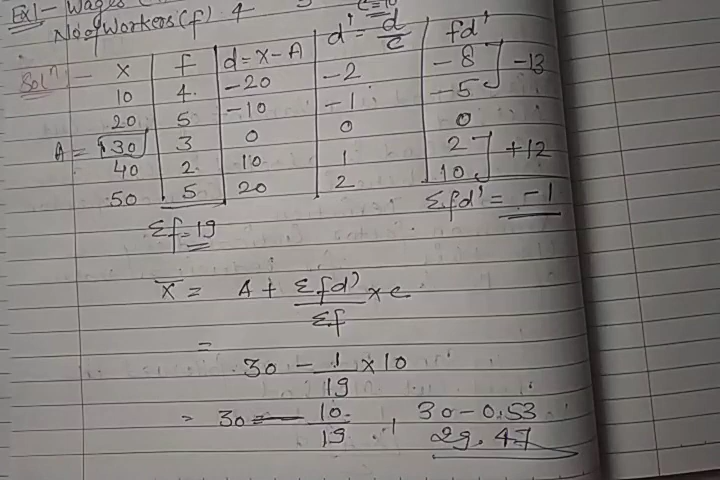 Ex1- Wages
No. of Workers (f) 4 5 c=10
Solⁿ:- x f d=x-A d' = d/c fd'
10 4 -20 -2 -8
20 5 -10 -1 -5 -13
A = 30 3 0 0 0
40 2 10 1 2 +12
50 5 20 2 10
Σf=19 Σfd' = -1
x̄ = A + Σfd'/Σf × c
=
30 - 1/19 × 10
= 30 - 10/19 , 30-0.53
29.47